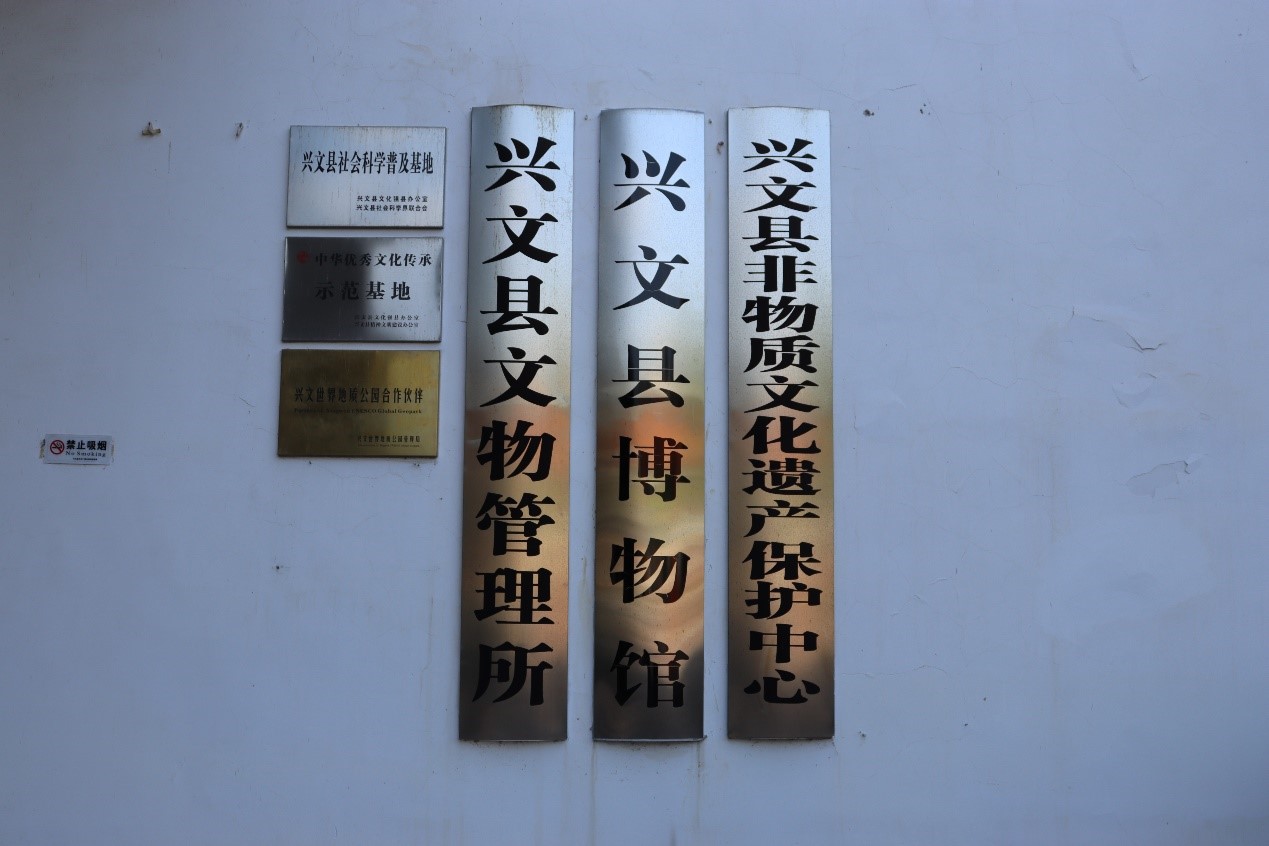 兴文县社会科学普及基地
兴文县文化强县办公室
兴文县社会科学界联合会
中华优秀文化传承
示范基地
兴文世界地质公园合作伙伴
禁止吸烟
No Smoking
兴文县文物管理所
兴文县博物馆
兴文县非物质文化遗产保护中心